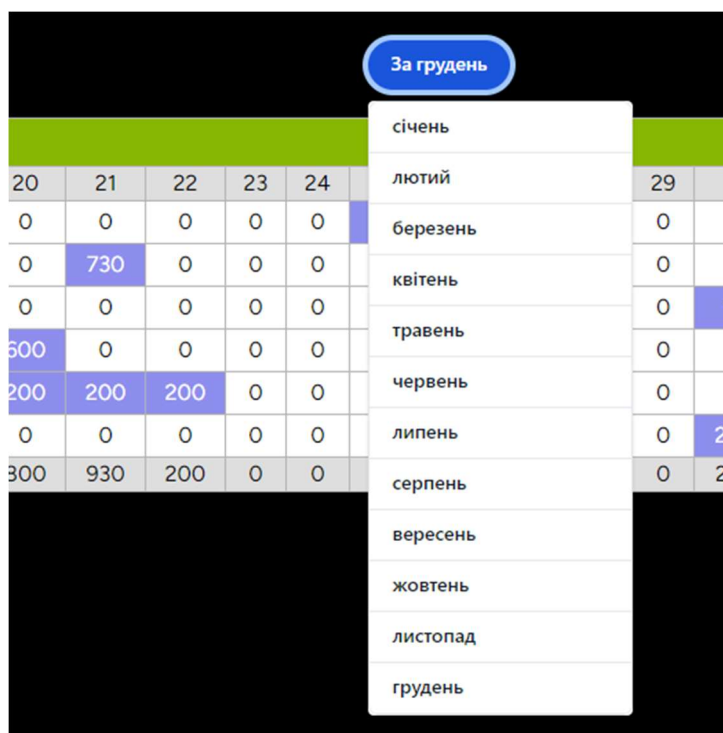 За грудень
20 21 22 23 24 29
0 0 0 0 0 0
0 730 0 0 0 0
0 0 0 0 0 0
600 0 0 0 0 0
200 200 200 0 0 0
0 0 0 0 0 0 2
800 930 200 0 0 0 2
січень
лютий
березень
квітень
травень
червень
липень
серпень
вересень
жовтень
листопад
грудень